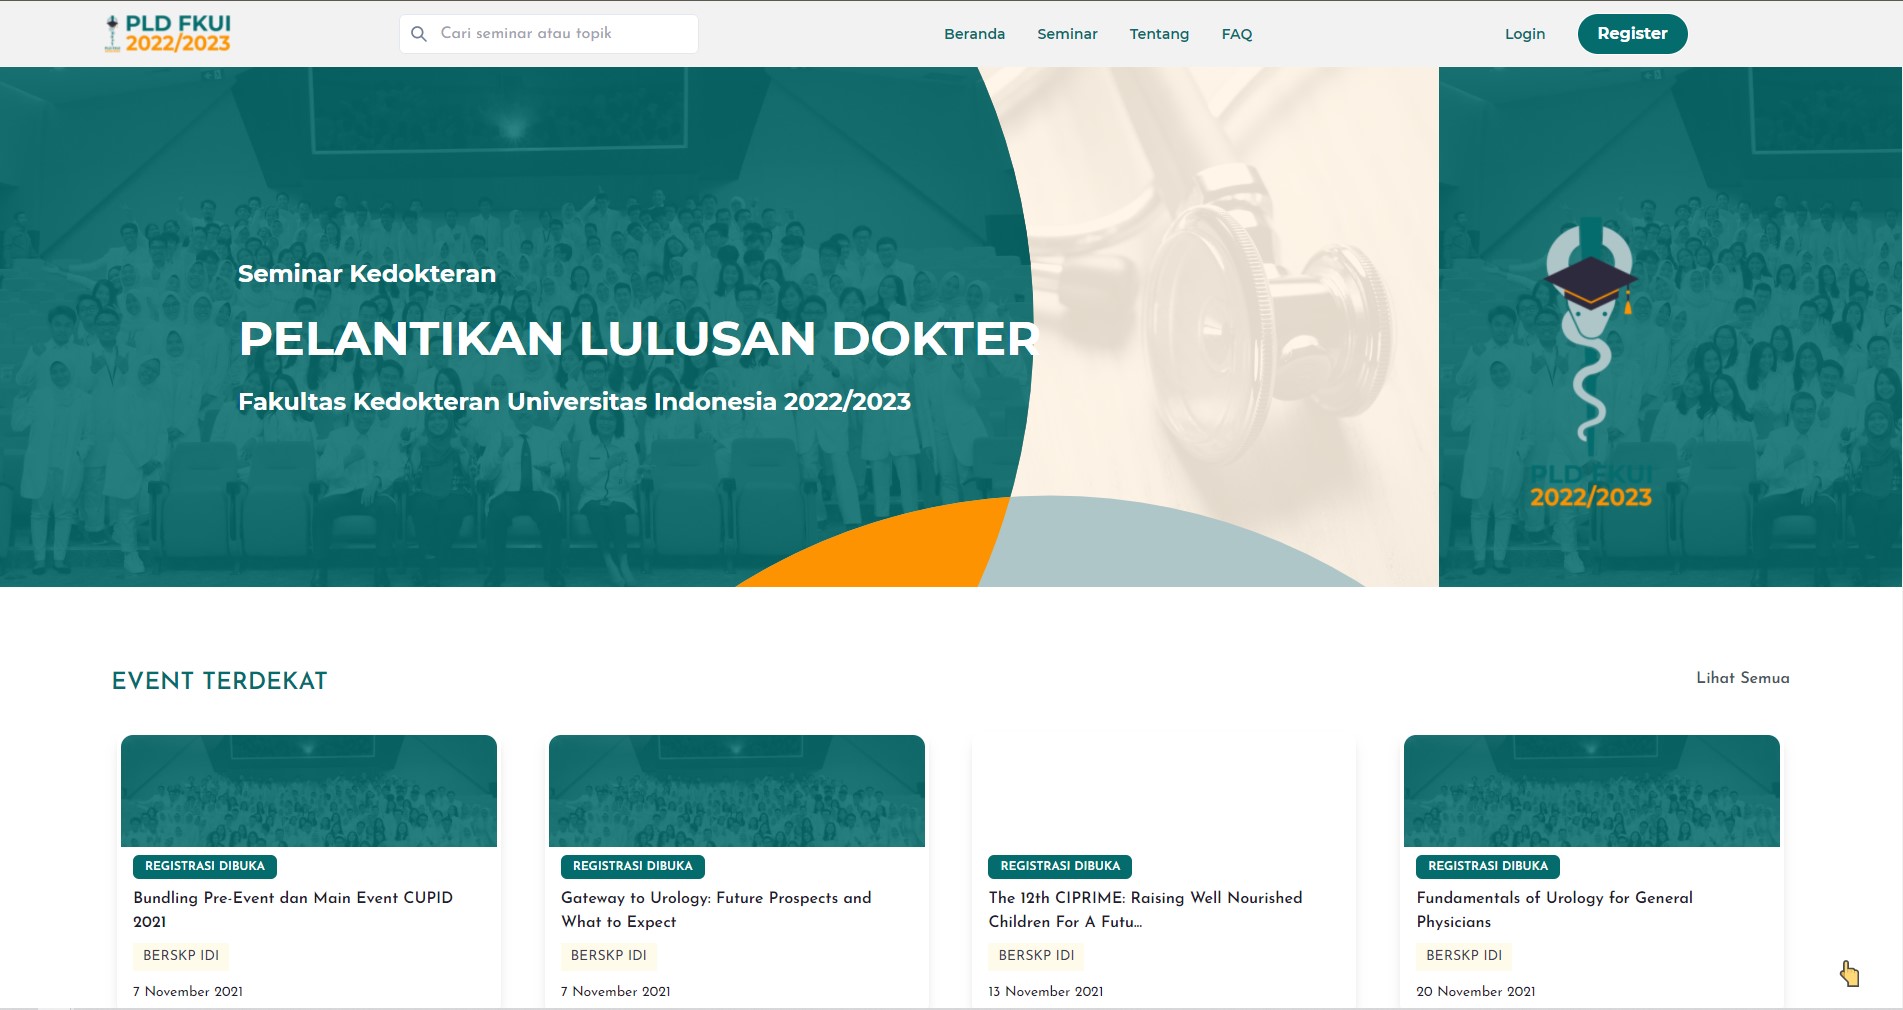 PLD FKUI
2022/2023
Cari seminar atau topik
Beranda
Seminar
Tentang
FAQ
Login
Register
Seminar Kedokteran
PELANTIKAN LULUSAN DOKTER
Fakultas Kedokteran Universitas Indonesia 2022/2023
PLD FKUI
2022/2023
EVENT TERDEKAT
Lihat Semua
REGISTRASI DIBUKA
Bundling Pre-Event dan Main Event CUPID
2021
BERSKP IDI
7 November 2021
REGISTRASI DIBUKA
Gateway to Urology: Future Prospects and
What to Expect
BERSKP IDI
7 November 2021
REGISTRASI DIBUKA
The 12th CIPRIME: Raising Well Nourished
Children For A Futu...
BERSKP IDI
13 November 2021
REGISTRASI DIBUKA
Fundamentals of Urology for General
Physicians
BERSKP IDI
20 November 2021